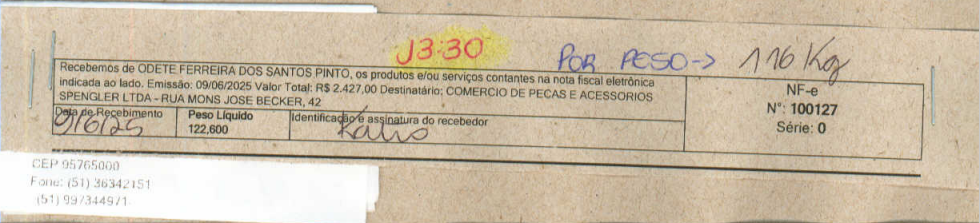 13:30
POR PESO-> 116 Kg
Recebemos de ODETE FERREIRA DOS SANTOS PINTO, os produtos e/ou serviços contantes na nota fiscal eletrônica
indicada ao lado. Emissão: 09/06/2025 Valor Total: R$ 2.427,00 Destinatário: COMERCIO DE PECAS E ACESSORIOS
SPENGLER LTDA - RUA MONS JOSE BECKER, 42
NF-e
Nº: 100127
Série: 0
Data de Recebimento
9/6/25
Peso Líquido
122,600
Identificação e assinatura do recebedor
CEP 95765000
Fone: (51) 36342151
(51) 997344971